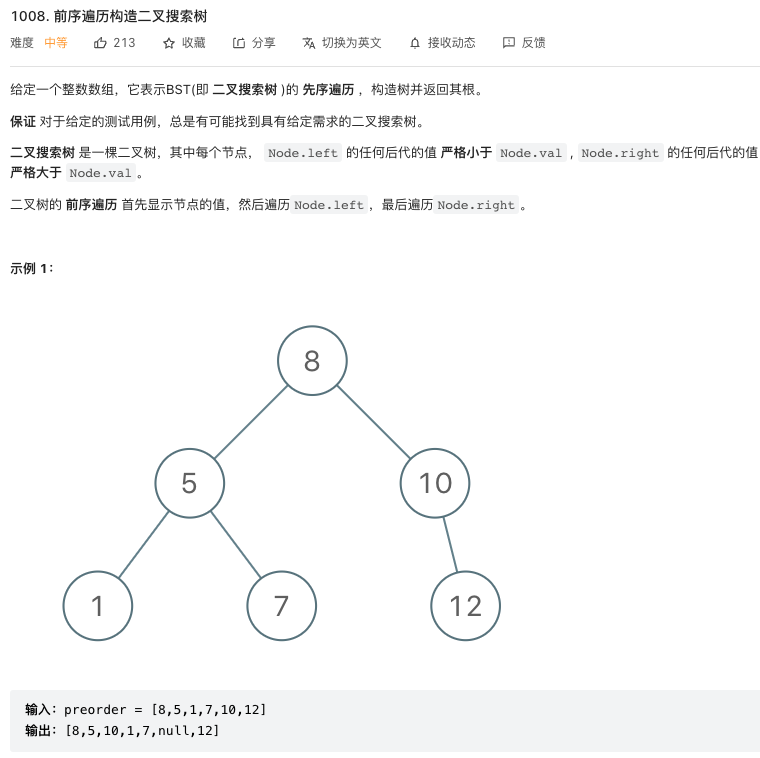 1008. 前序遍历构造二叉搜索树
难度 中等 213 收藏 分享 切换为英文 接收动态 反馈
给定一个整数数组，它表示BST(即 二叉搜索树 )的 先序遍历 ，构造树并返回其根。
保证 对于给定的测试用例，总是有可能找到具有给定需求的二叉搜索树。
二叉搜索树 是一棵二叉树，其中每个节点， Node.left 的任何后代的值 严格小于 Node.val , Node.right 的任何后代的值
严格大于 Node.val。
二叉树的 前序遍历 首先显示节点的值，然后遍历Node.left，最后遍历Node.right。
示例 1：
8
5 10
1 7 12
输入：preorder = [8,5,1,7,10,12]
输出：[8,5,10,1,7,null,12]